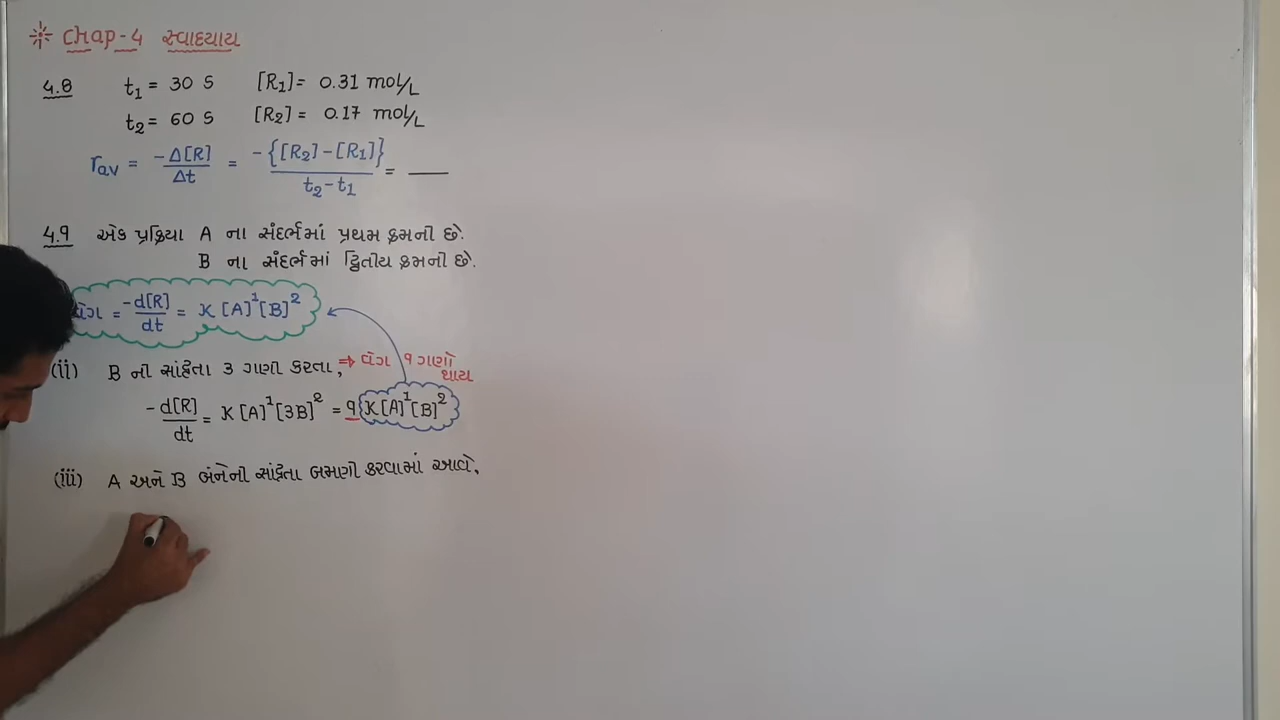 Chap-4 સ્વાધ્યાય
4.8 t₁ = 30 S [R₁] = 0.31 mol/L
t₂ = 60 S [R₂] = 0.17 mol/L
rav = -Δ[R]/Δt = -{[R₂]-[R₁]}/t₂-t₁ = ___
4.9 એક પ્રક્રિયા A ના સંદર્ભમાં પ્રથમ ક્રમની છે.
B ના સંદર્ભમાં દ્વિતીય ક્રમની છે.
વેગ = -d[R]/dt = K [A]¹[B]²
(ii) B ની સાંદ્રતા 3 ગણી કરતા, ⇒ વેગ 9 ગણો
થાય
-d[R]/dt = K [A]¹[3B]² = 9 {K[A]¹[B]²
(iii) A અને B બંનેની સાંદ્રતા બમણી કરવામાં આવે,